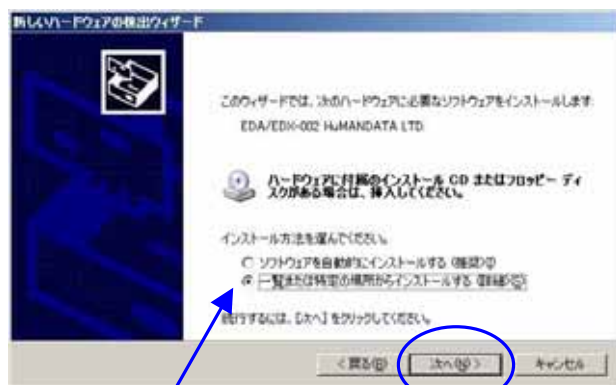 新しいハードウェアの検出ウィザード
このウィザードでは、次のハードウェアに必要なソフトウェアをインストールします:
EDA/EDX-002 HuMANDATA LTD
ハードウェアに付属のインストール CD またはフロッピー ディ
スクがある場合は、挿入してください。
インストール方法を選んでください。
ソフトウェアを自動的にインストールする (推奨)(I)
一覧または特定の場所からインストールする (詳細)(S)
続行するには、[次へ] をクリックしてください。
< 戻る(B)
次へ(N) >
キャンセル